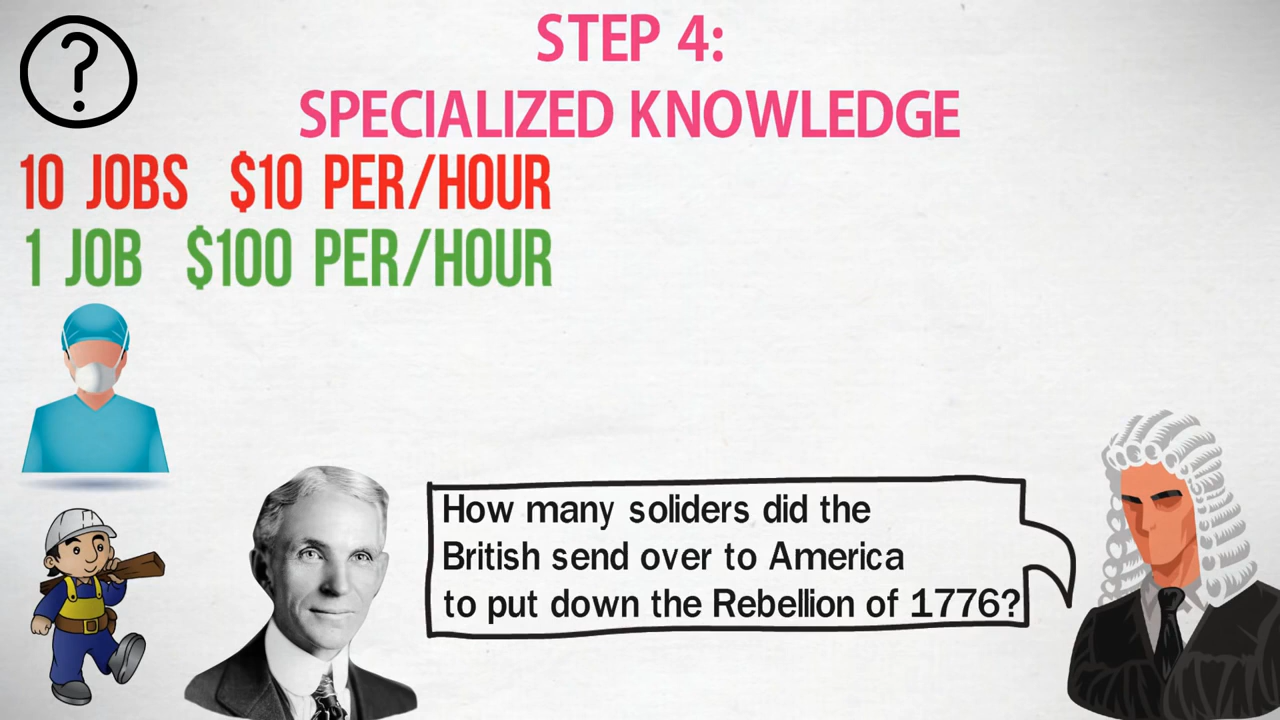 ?
STEP 4:
SPECIALIZED KNOWLEDGE
10 JOBS $10 PER/HOUR
1 JOB $100 PER/HOUR
How many soliders did the
British send over to America
to put down the Rebellion of 1776?